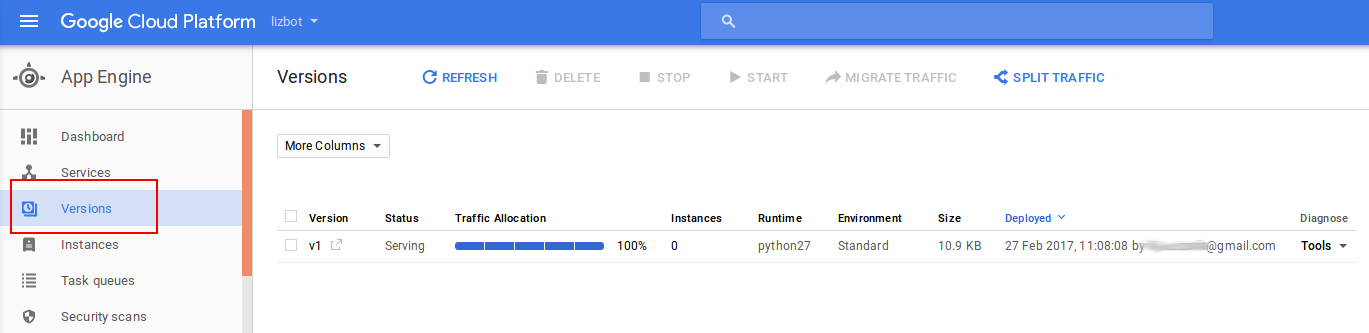 Google Cloud Platform lizbot
App Engine
Versions REFRESH DELETE STOP START MIGRATE TRAFFIC SPLIT TRAFFIC
Dashboard
Services
Versions
Instances
Task queues
Security scans
More Columns
Version Status Traffic Allocation Instances Runtime Environment Size Deployed Diagnose
v1 Serving 100% 0 python27 Standard 10.9 KB 27 Feb 2017, 11:08:08 by @gmail.com Tools